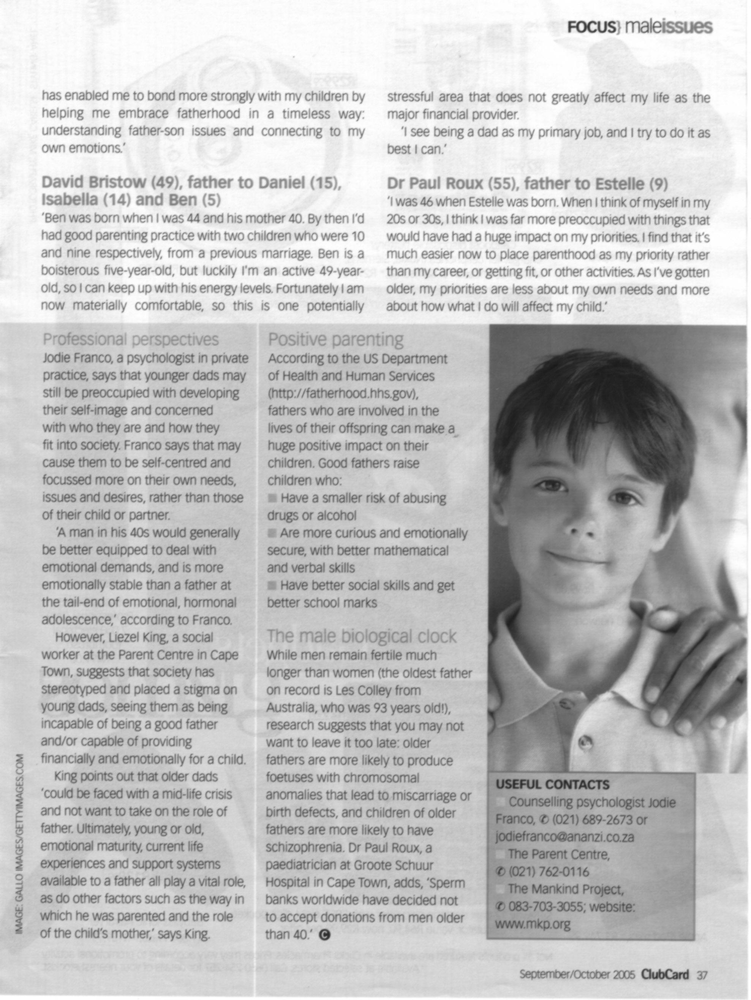 FOCUS} maleissues
has enabled me to bond more strongly with my children by
helping me embrace fatherhood in a timeless way:
understanding father-son issues and connecting to my
own emotions.'
David Bristow (49), father to Daniel (15),
Isabella (14) and Ben (5)
'Ben was born when I was 44 and his mother 40. By then I'd
had good parenting practice with two children who were 10
and nine respectively, from a previous marriage. Ben is a
boisterous five-year-old, but luckily I'm an active 49-year-
old, so I can keep up with his energy levels. Fortunately I am
now materially comfortable, so this is one potentially
stressful area that does not greatly affect my life as the
major financial provider.
'I see being a dad as my primary job, and I try to do it as
best I can.'
Dr Paul Roux (55), father to Estelle (9)
'I was 46 when Estelle was born. When I think of myself in my
20s or 30s, I think I was far more preoccupied with things that
would have had a huge impact on my priorities. I find that it's
much easier now to place parenthood as my priority rather
than my career, or getting fit, or other activities. As I've gotten
older, my priorities are less about my own needs and more
about how what I do will affect my child.'
Professional perspectives
Jodie Franco, a psychologist in private
practice, says that younger dads may
still be preoccupied with developing
their self-image and concerned
with who they are and how they
fit into society. Franco says that may
cause them to be self-centred and
focussed more on their own needs,
issues and desires, rather than those
of their child or partner.
'A man in his 40s would generally
be better equipped to deal with
emotional demands, and is more
emotionally stable than a father at
the tail-end of emotional, hormonal
adolescence,' according to Franco.
However, Liezel King, a social
worker at the Parent Centre in Cape
Town, suggests that society has
stereotyped and placed a stigma on
young dads, seeing them as being
incapable of being a good father
and/or capable of providing
financially and emotionally for a child.
King points out that older dads
'could be faced with a mid-life crisis
and not want to take on the role of
father. Ultimately, young or old,
emotional maturity, current life
experiences and support systems
available to a father all play a vital role,
as do other factors such as the way in
which he was parented and the role
of the child's mother,' says King.
Positive parenting
According to the US Department
of Health and Human Services
(http://fatherhood.hhs.gov),
fathers who are involved in the
lives of their offspring can make a
huge positive impact on their
children. Good fathers raise
children who:
■ Have a smaller risk of abusing
drugs or alcohol
■ Are more curious and emotionally
secure, with better mathematical
and verbal skills
■ Have better social skills and get
better school marks
The male biological clock
While men remain fertile much
longer than women (the oldest father
on record is Les Colley from
Australia, who was 93 years old!),
research suggests that you may not
want to leave it too late: older
fathers are more likely to produce
foetuses with chromosomal
anomalies that lead to miscarriage or
birth defects, and children of older
fathers are more likely to have
schizophrenia. Dr Paul Roux, a
paediatrician at Groote Schuur
Hospital in Cape Town, adds, 'Sperm
banks worldwide have decided not
to accept donations from men older
than 40.' C
USEFUL CONTACTS
Counselling psychologist Jodie
Franco, ✆ (021) 689-2673 or
jodiefranco@ananzi.co.za
The Parent Centre,
✆ (021) 762-0116
The Mankind Project,
✆ 083-703-3055; website:
www.mkp.org
IMAGE: GALLO IMAGES/GETTYIMAGES.COM
September/October 2005 ClubCard 37